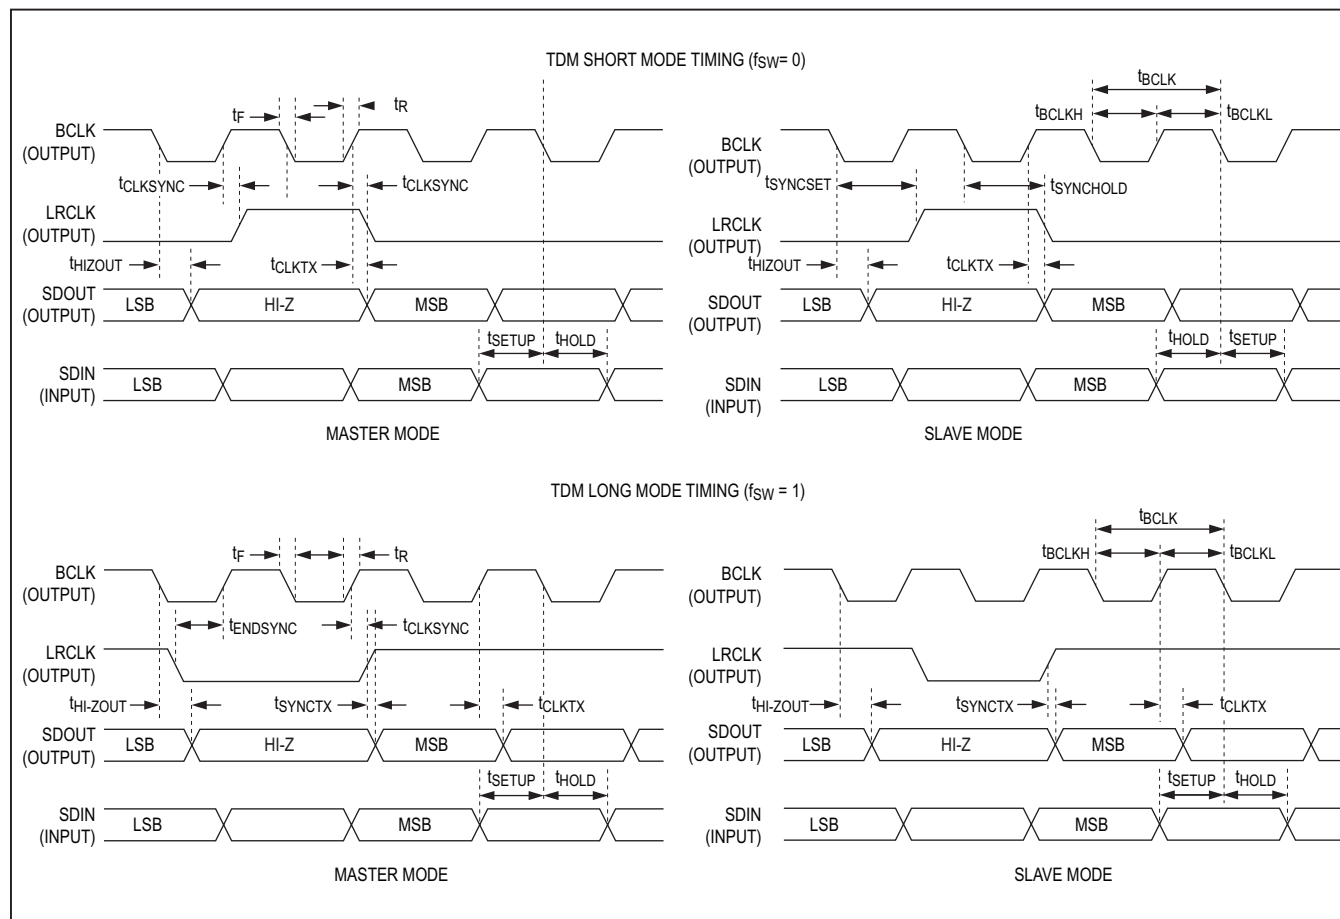 TDM SHORT MODE TIMING (fSW= 0)
tF
tR
BCLK
(OUTPUT)
tCLKSYNC
tCLKSYNC
LRCLK
(OUTPUT)
tHIZOUT
tCLKTX
SDOUT
(OUTPUT)
LSB
HI-Z
MSB
tSETUP
tHOLD
SDIN
(INPUT)
LSB
MSB
MASTER MODE
tBCLK
tBCLKH
tBCLKL
BCLK
(OUTPUT)
tSYNCSET
tSYNCHOLD
LRCLK
(OUTPUT)
tHIZOUT
tCLKTX
SDOUT
(OUTPUT)
LSB
HI-Z
MSB
tHOLD
tSETUP
SDIN
(INPUT)
LSB
MSB
SLAVE MODE
TDM LONG MODE TIMING (fSW = 1)
tF
tR
BCLK
(OUTPUT)
tENDSYNC
tCLKSYNC
LRCLK
(OUTPUT)
tHI-ZOUT
tSYNCTX
tCLKTX
SDOUT
(OUTPUT)
LSB
HI-Z
MSB
tSETUP
tHOLD
SDIN
(INPUT)
LSB
MSB
MASTER MODE
tBCLK
tBCLKH
tBCLKL
BCLK
(OUTPUT)
LRCLK
(OUTPUT)
tHI-ZOUT
tSYNCTX
tCLKTX
SDOUT
(OUTPUT)
LSB
HI-Z
MSB
tSETUP
tHOLD
SDIN
(INPUT)
LSB
MSB
SLAVE MODE